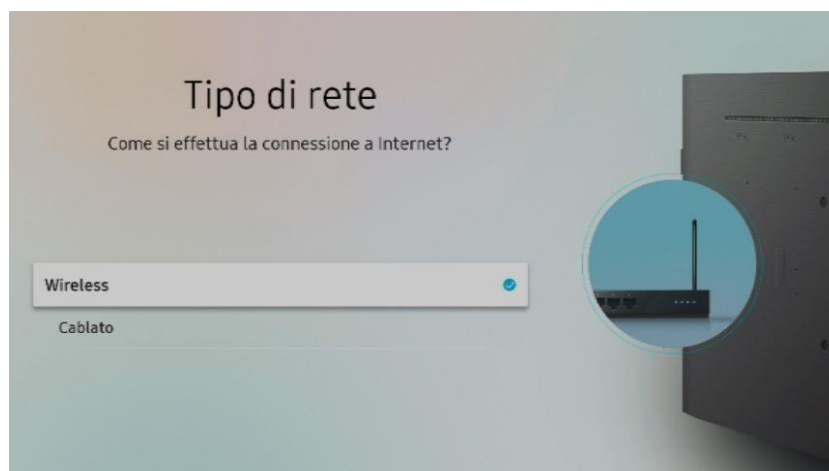 Tipo di rete
Come si effettua la connessione a Internet?
Wireless
Cablato